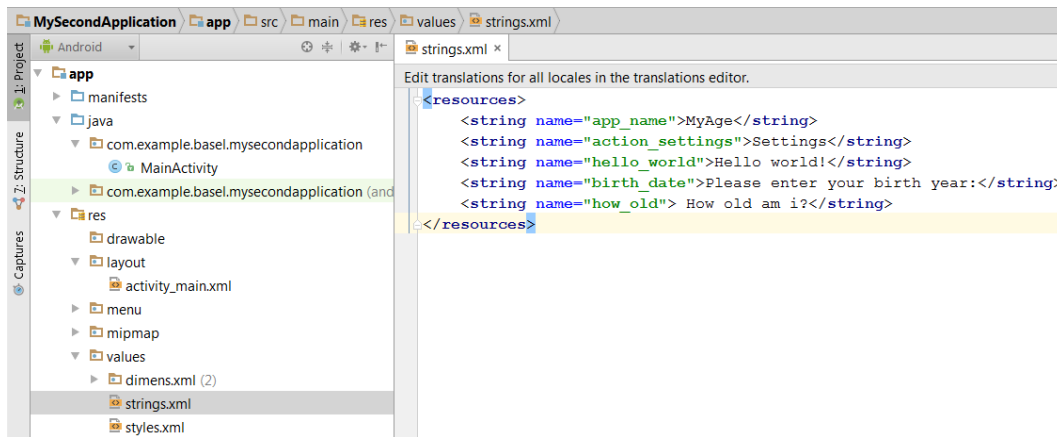 MySecondApplication app src main res values strings.xml
1: Project
7: Structure
Captures
Android
app
manifests
java
com.example.basel.mysecondapplication
MainActivity
com.example.basel.mysecondapplication (and
res
drawable
layout
activity_main.xml
menu
mipmap
values
dimens.xml (2)
strings.xml
styles.xml
strings.xml
Edit translations for all locales in the translations editor.
<resources>
<string name="app_name">MyAge</string>
<string name="action_settings">Settings</string>
<string name="hello_world">Hello world!</string>
<string name="birth_date">Please enter your birth year:</string>
<string name="how_old"> How old am i?</string>
</resources>